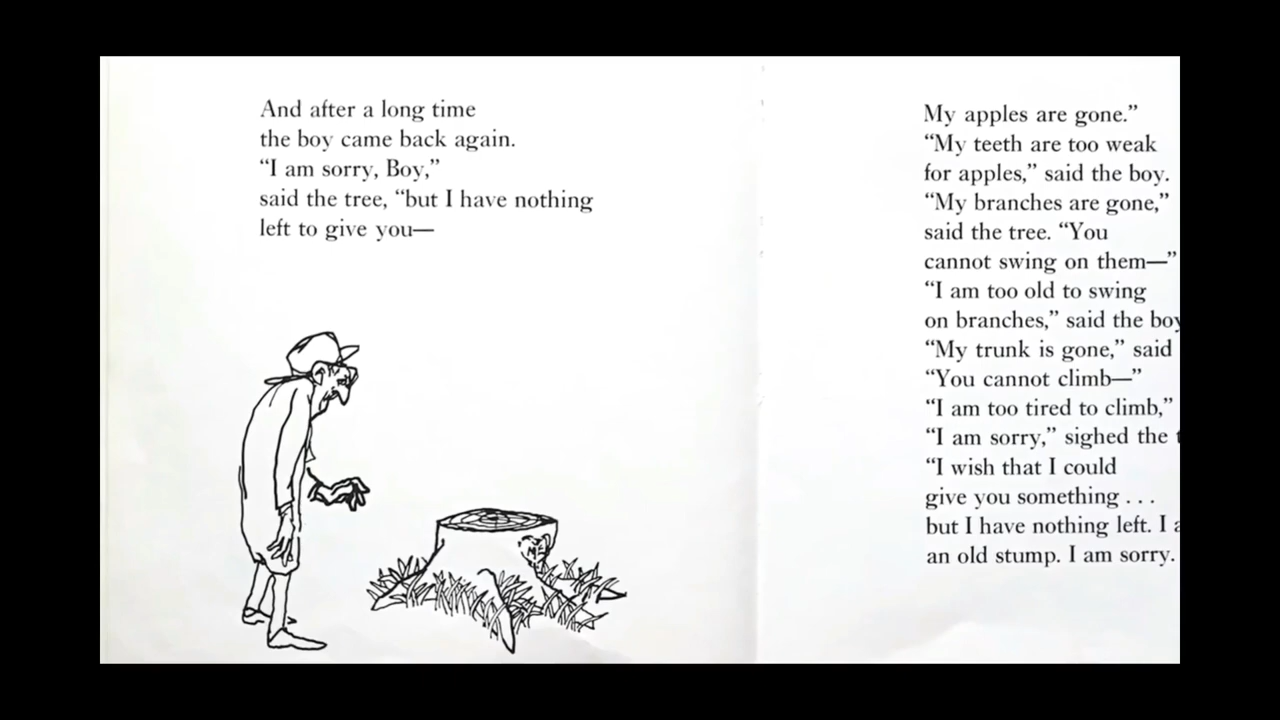 And after a long time
the boy came back again.
“I am sorry, Boy,”
said the tree, “but I have nothing
left to give you—
ME
My apples are gone.”
“My teeth are too weak
for apples,” said the boy.
“My branches are gone,”
said the tree. “You
cannot swing on them—”
“I am too old to swing
on branches,” said the boy
“My trunk is gone,” said
“You cannot climb—”
“I am too tired to climb,”
“I am sorry,” sighed the
“I wish that I could
give you something . . .
but I have nothing left. I
an old stump. I am sorry.